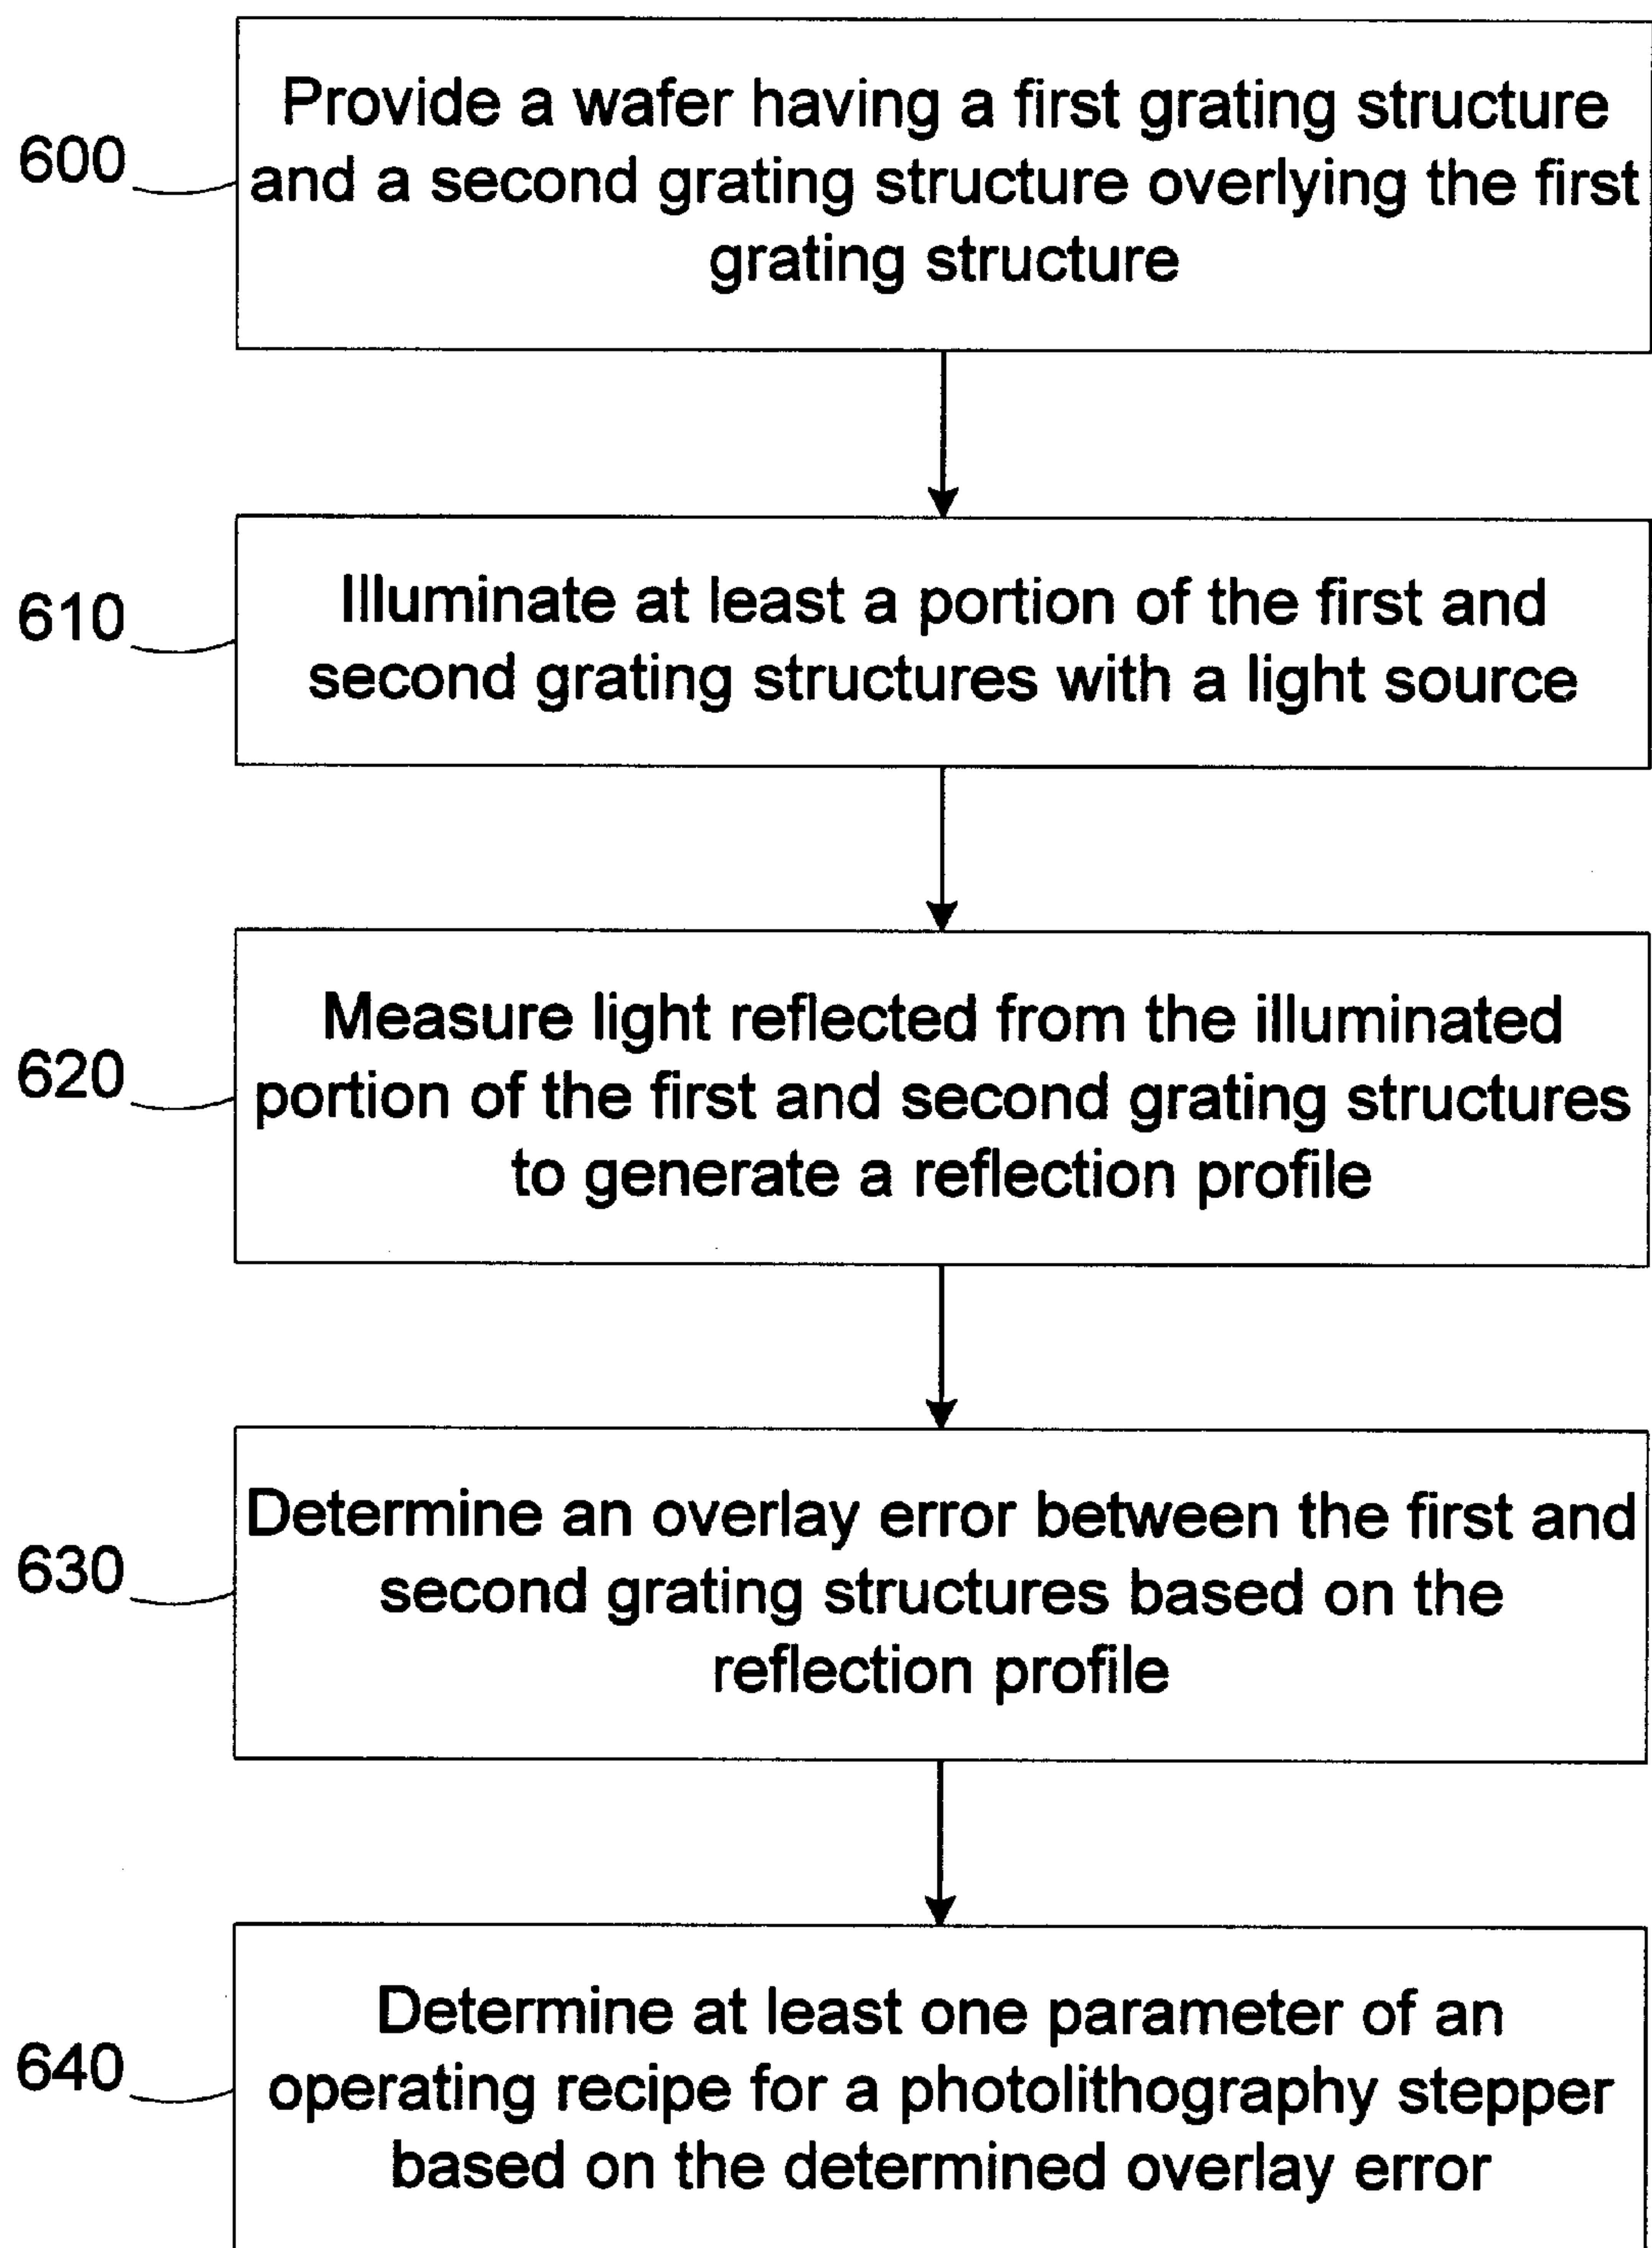 Provide a wafer having a first grating structure
600
and a second grating structure overlying the first
grating structure
Illuminate at least a portion of the first and
610
second grating structures with a light source
Measure light reflected from the illuminated
620
portion of the first and second grating structures
to generate a reflection profile
Determine an overlay error between the first and
630
second grating structures based on the
reflection profile
Determine at least one parameter of an
640
operating recipe for a photolithography stepper
based on the determined overlay error